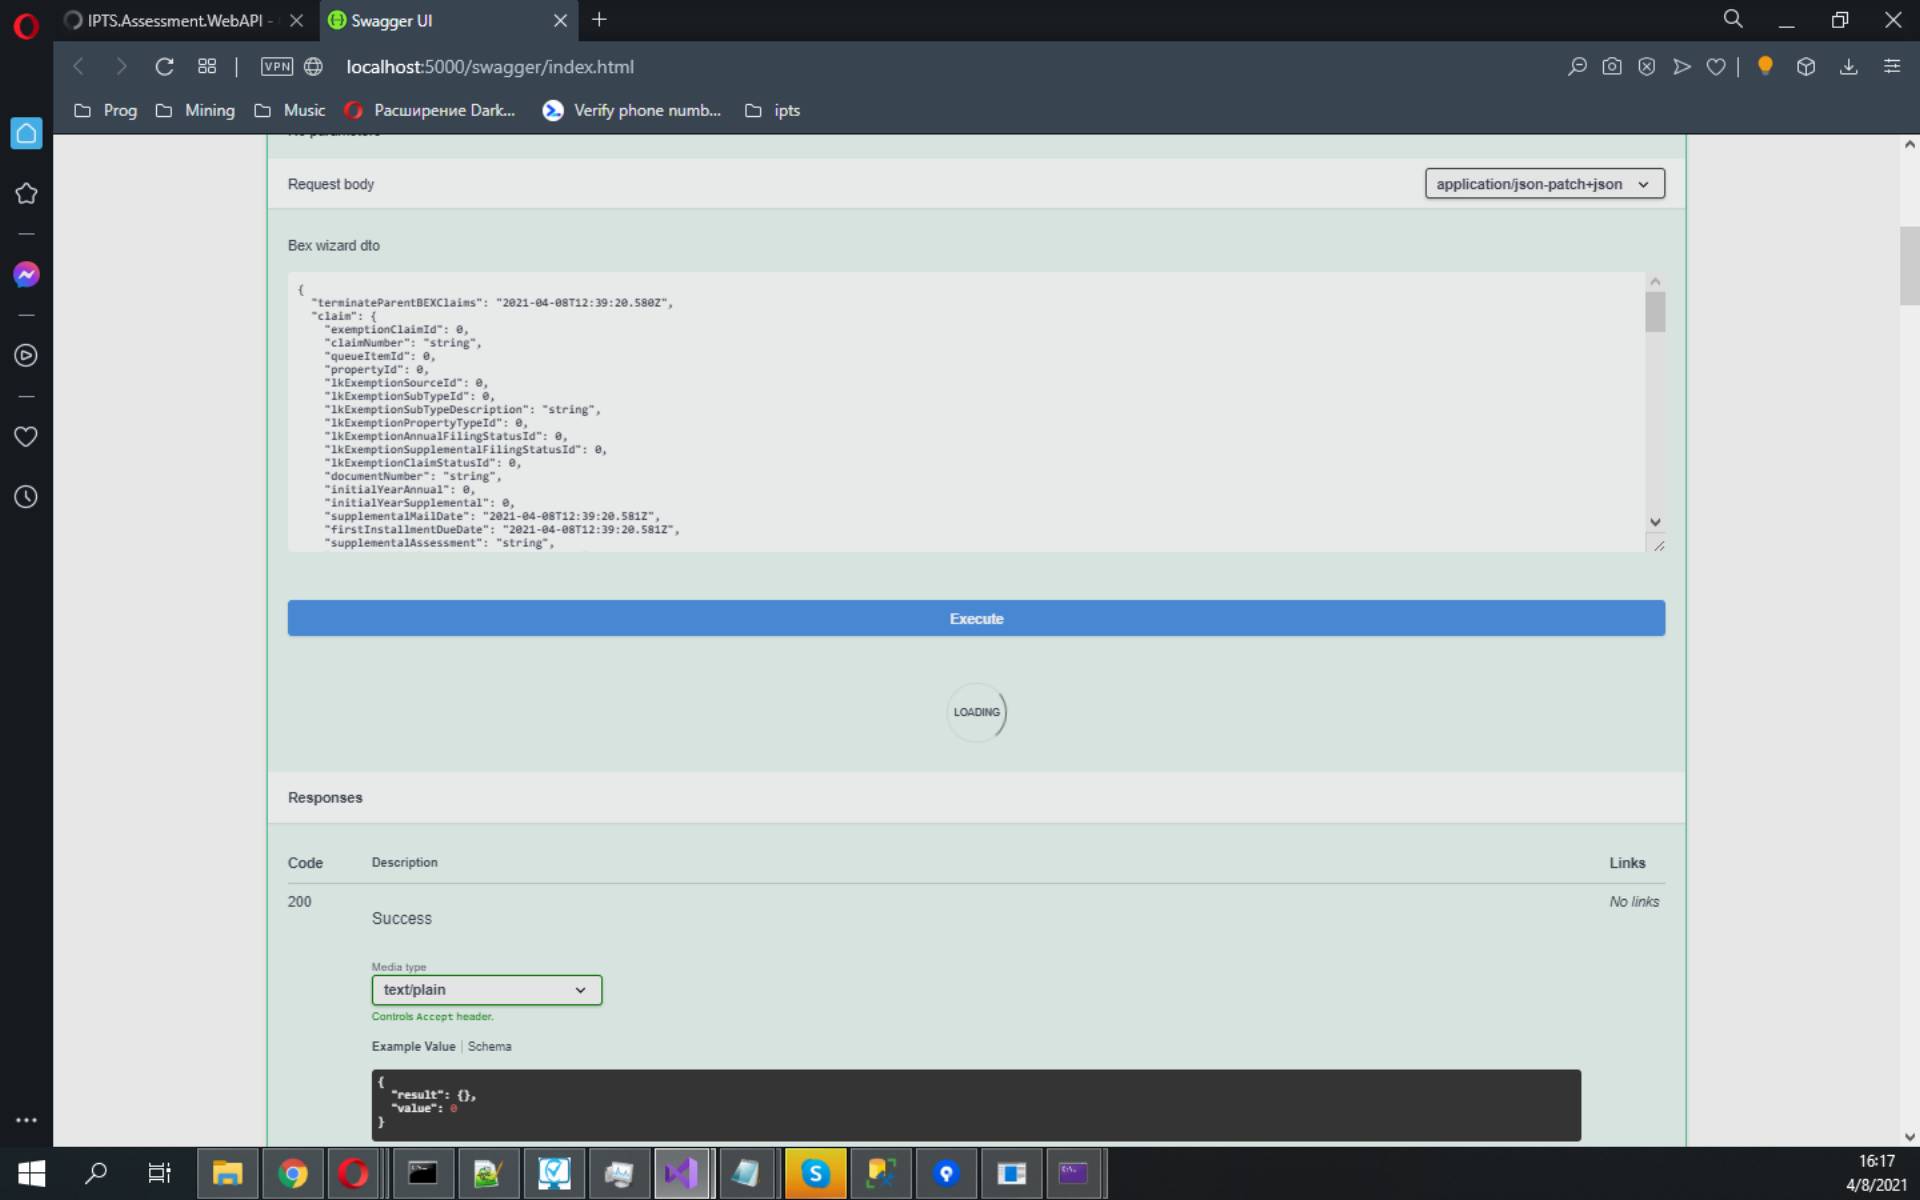 IPTS.Assessment.WebAPI -
Swagger UI
VPN
localhost:5000/swagger/index.html
Prog
Mining
Music
Расширение Dark...
Verify phone numb...
ipts
No parameters
Request body
application/json-patch+json
Bex wizard dto
{
"terminateParentBEXClaims": "2021-04-08T12:39:20.580Z",
"claim": {
"exemptionClaimId": 0,
"claimNumber": "string",
"queueItemId": 0,
"propertyId": 0,
"lkExemptionSourceId": 0,
"lkExemptionSubTypeId": 0,
"lkExemptionSubTypeDescription": "string",
"lkExemptionPropertyTypeId": 0,
"lkExemptionAnnualFilingStatusId": 0,
"lkExemptionSupplementalFilingStatusId": 0,
"lkExemptionClaimStatusId": 0,
"documentNumber": "string",
"initialYearAnnual": 0,
"initialYearSupplemental": 0,
"supplementalMailDate": "2021-04-08T12:39:20.581Z",
"firstInstallmentDueDate": "2021-04-08T12:39:20.581Z",
"supplementalAssessment": "string",
Execute
LOADING
Responses
Code Description Links
200 Success No links
Media type
text/plain
Controls Accept header.
Example Value | Schema
{
"result": {},
"value": 0
}
16:17
4/8/2021